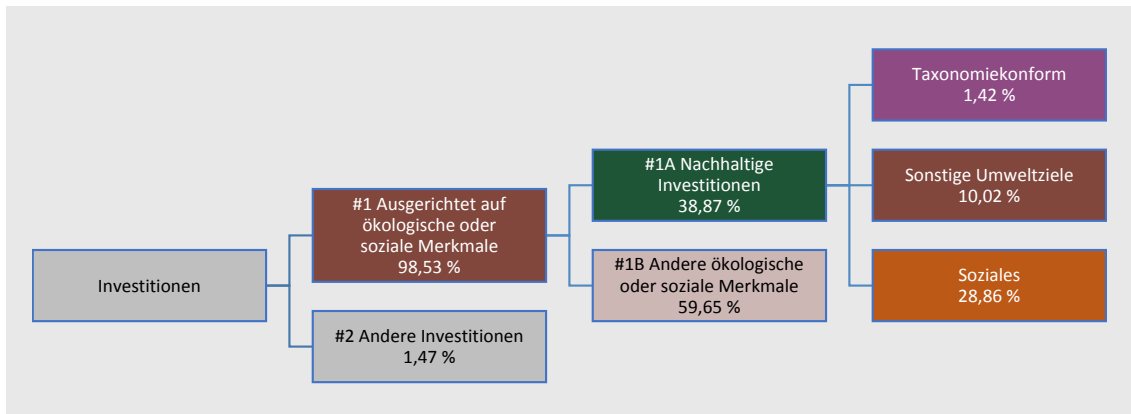 Investitionen
#1 Ausgerichtet auf
ökologische oder
soziale Merkmale
98,53 %
#2 Andere Investitionen
1,47 %
#1A Nachhaltige
Investitionen
38,87 %
#1B Andere ökologische
oder soziale Merkmale
59,65 %
Taxonomiekonform
1,42 %
Sonstige Umweltziele
10,02 %
Soziales
28,86 %